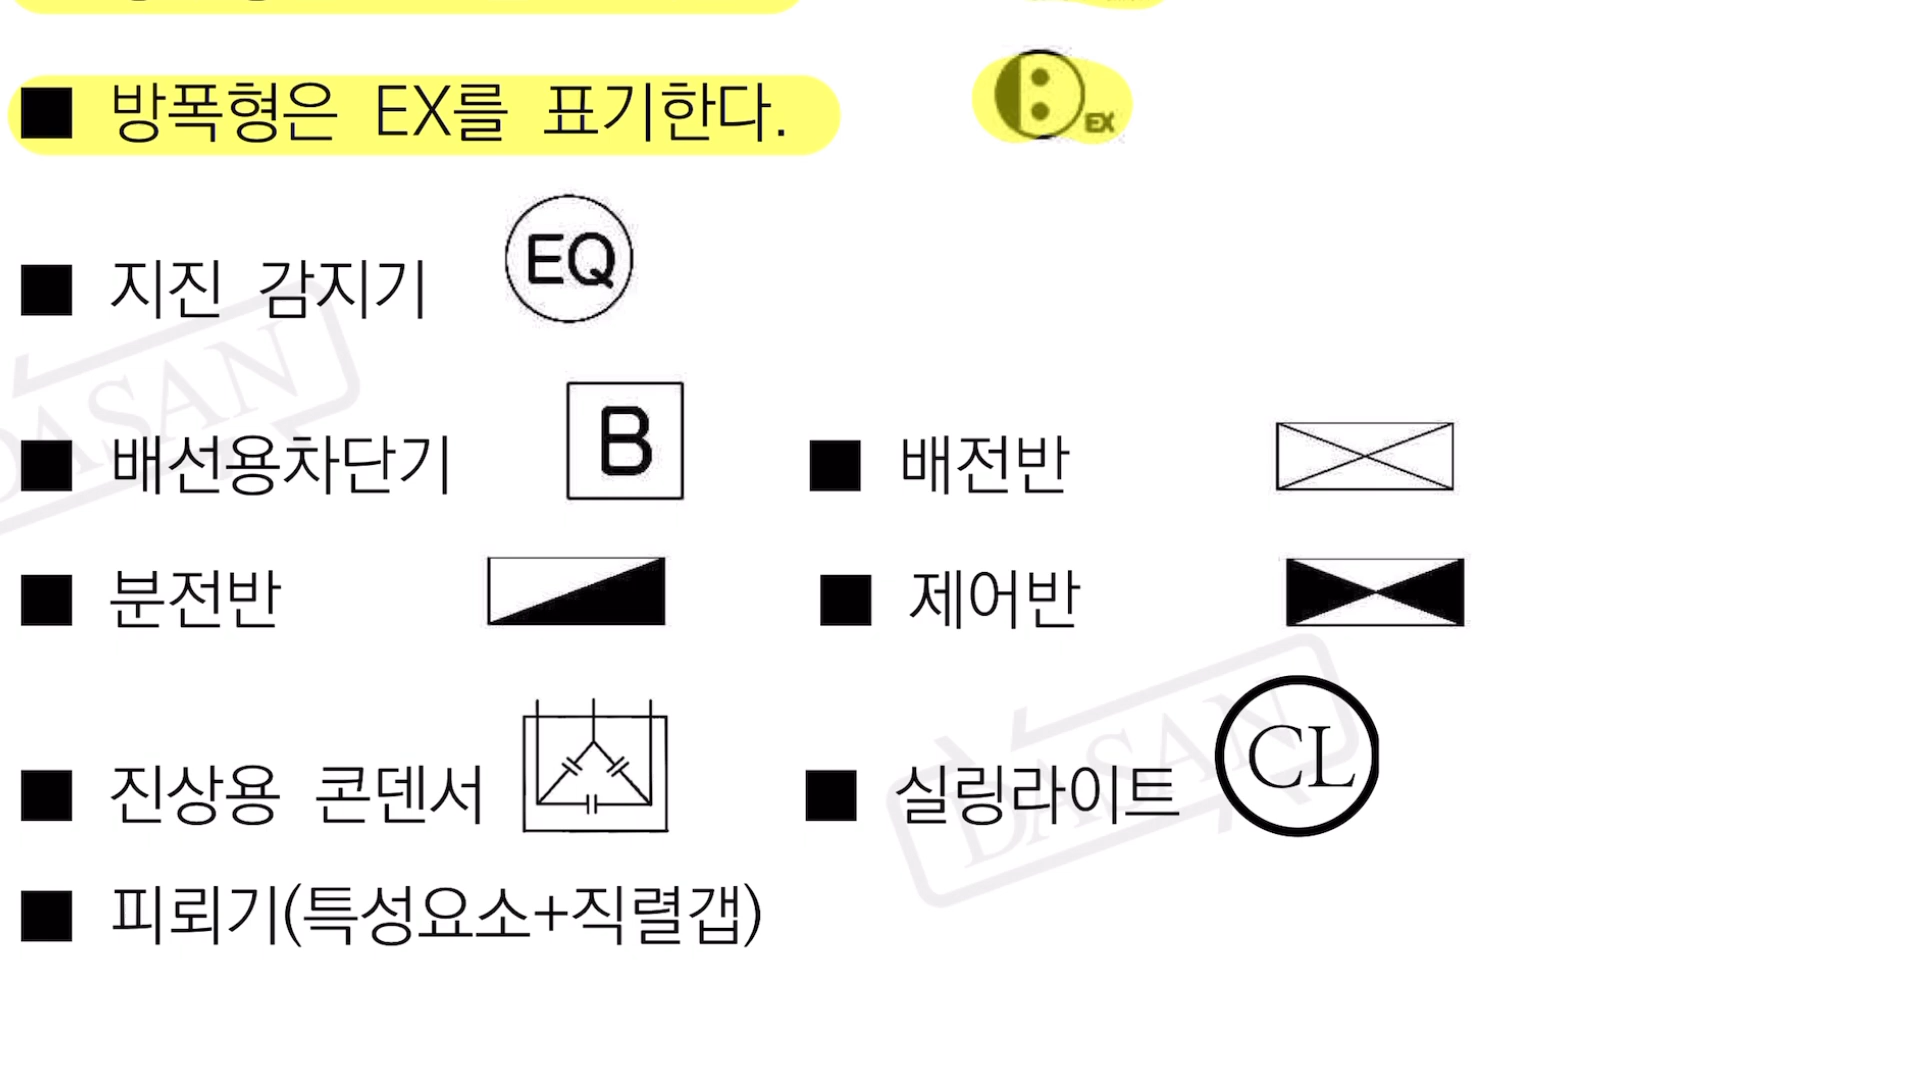 ■ 방폭형은 EX를 표기한다. EX
■ 지진 감지기 EQ
■ 배선용차단기 B ■ 배전반
■ 분전반 ■ 제어반
■ 진상용 콘덴서 ■ 실링라이트 CL
■ 피뢰기(특성요소+직렬갭)
DASAN
DASAN